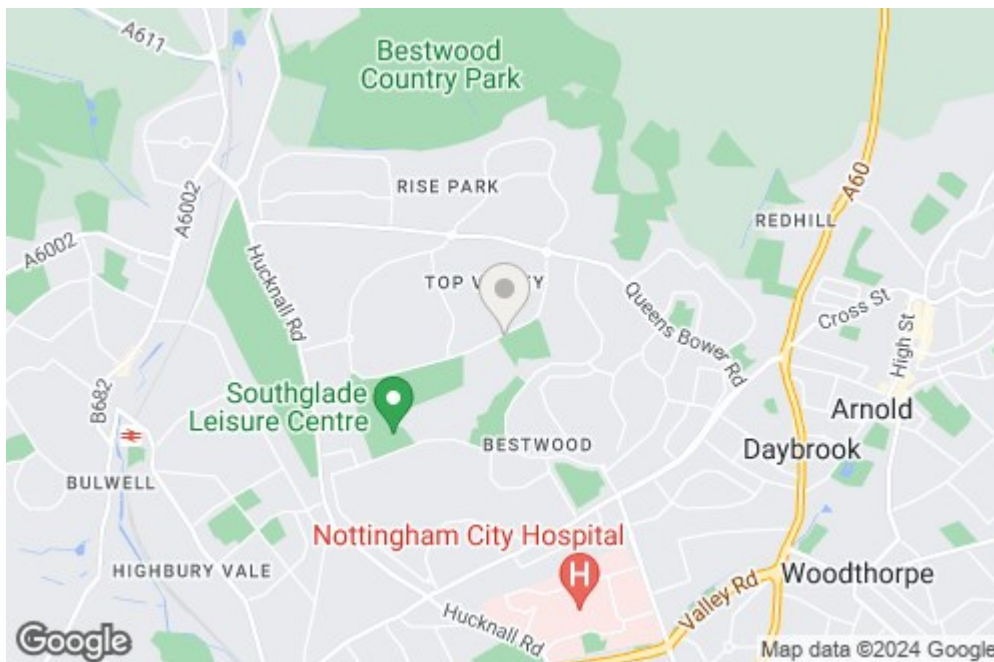 A611
Bestwood
Country Park
RISE PARK
A6002
A6002
A60
REDHILL
Hucknall Rd
TOP
Queens Bower Rd
Cross St
High St
B682
Southglade
Leisure Centre
Arnold
BESTWOOD
Daybrook
BULWELL
Nottingham City Hospital
H
HIGHBURY VALE
Woodthorpe
Valley Rd
Hucknall Rd
Google
Map data ©2024 Google